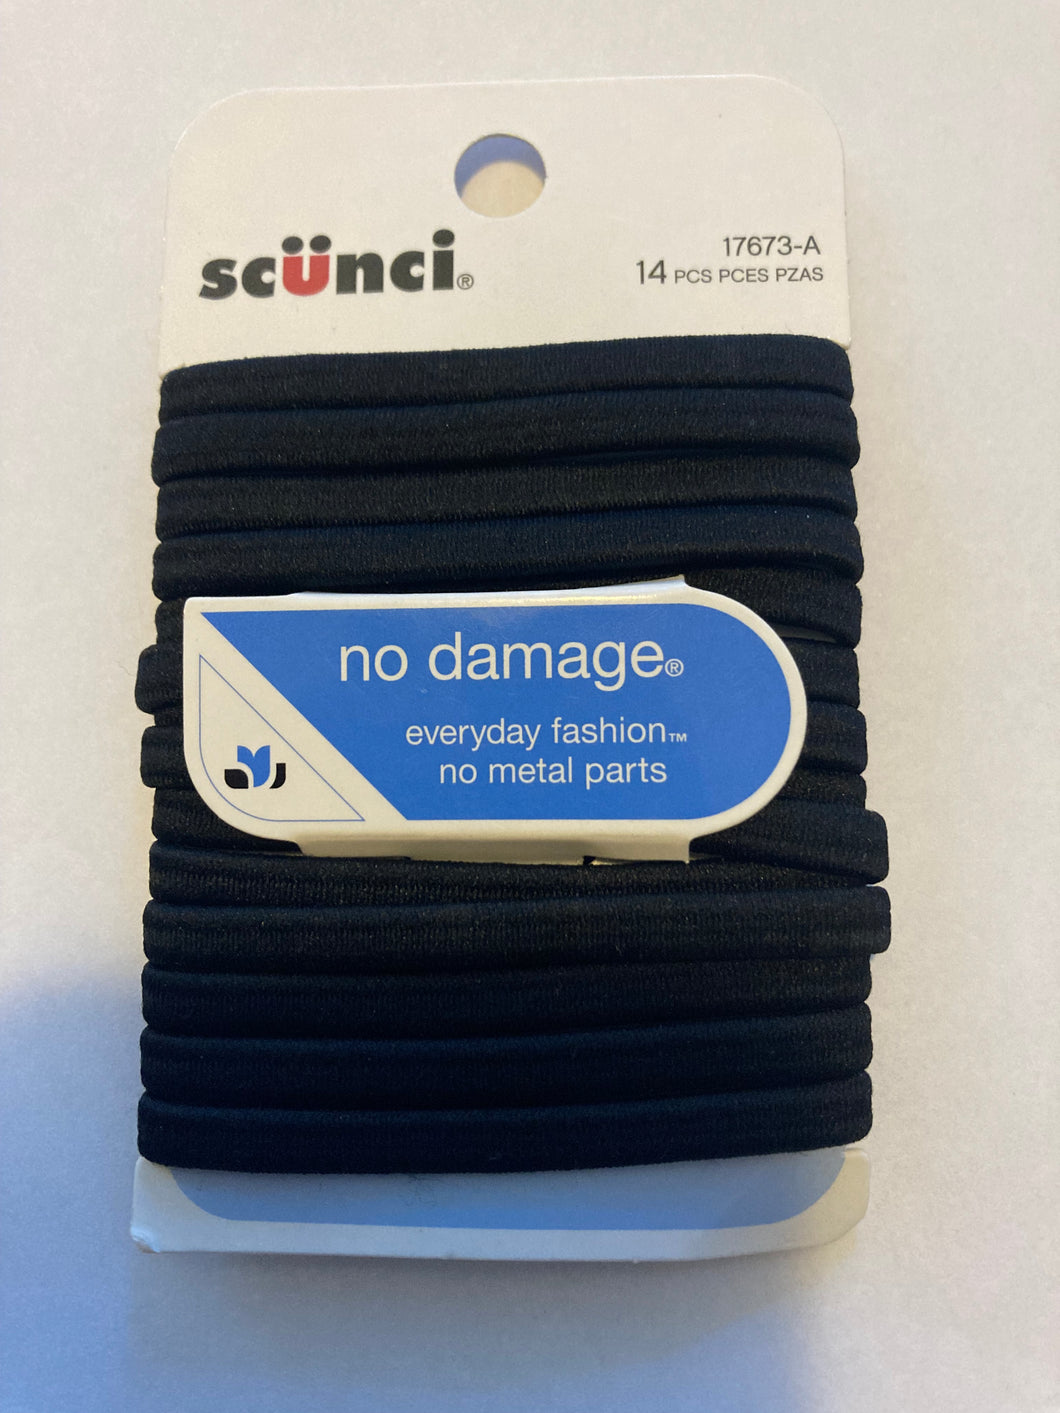 scünci®
17673-A
14 PCS PCES PZAS
no damage®
everyday fashion™
no metal parts